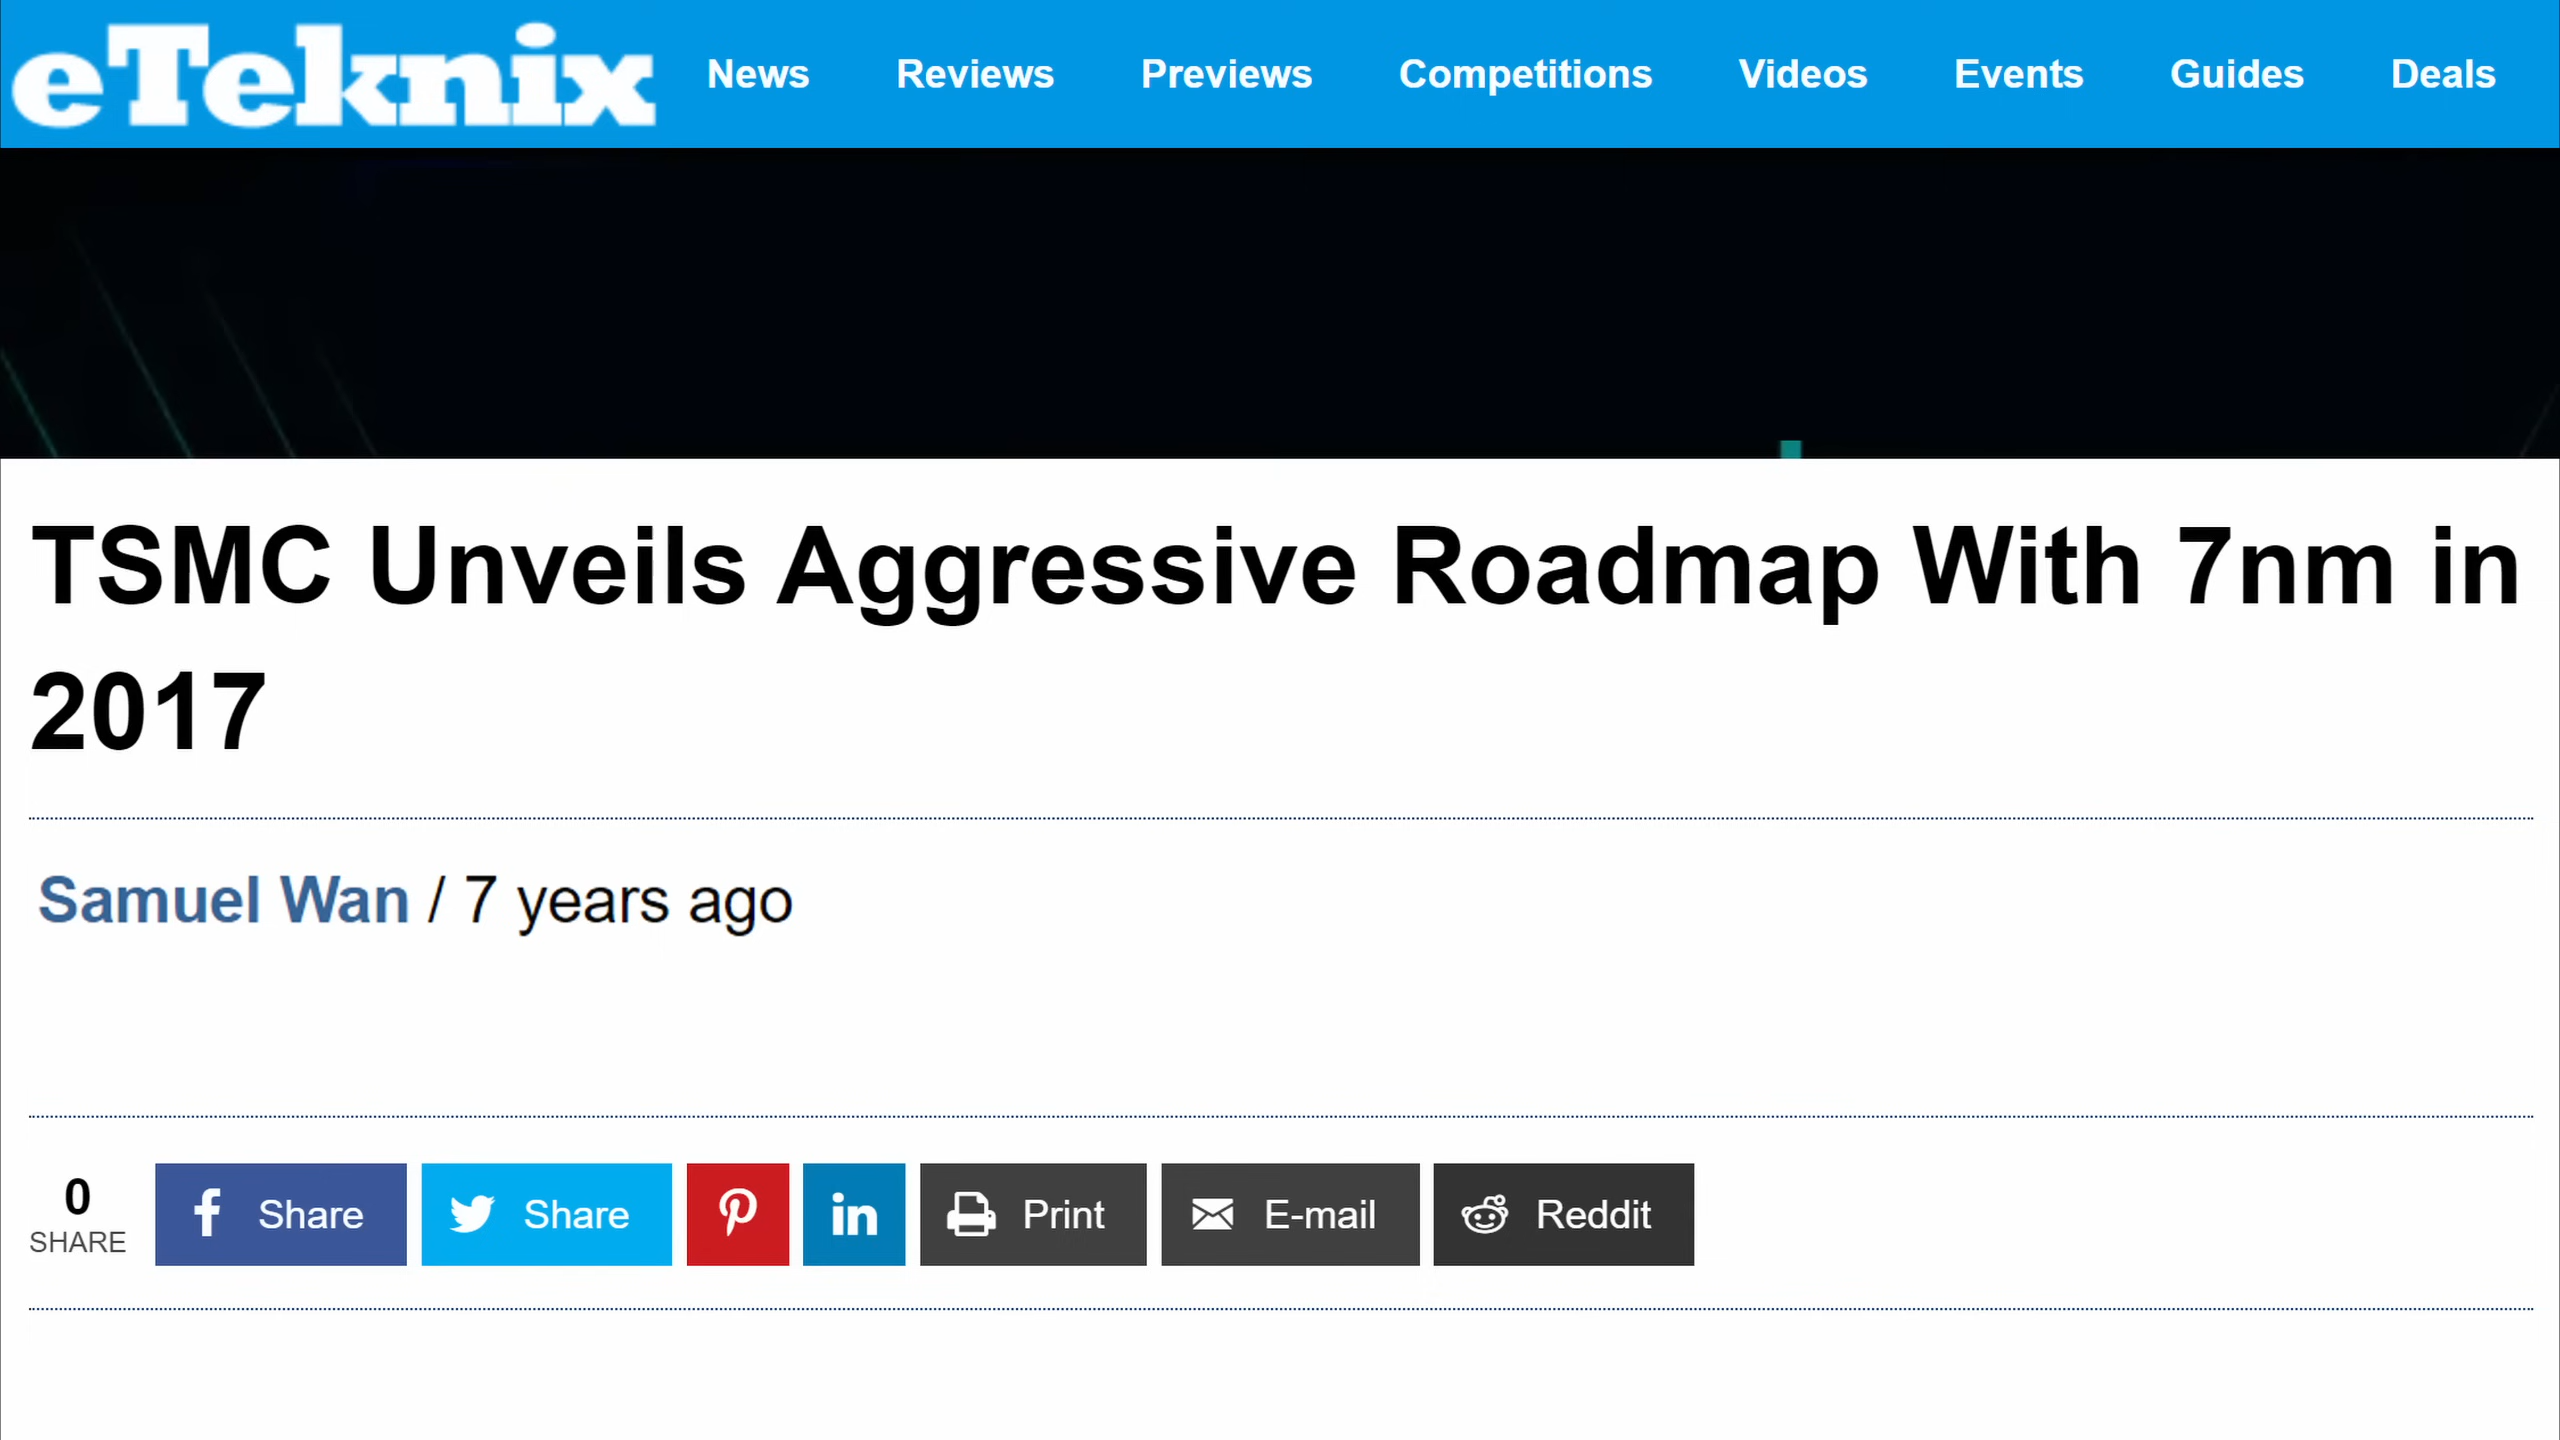 eTeknix News Reviews Previews Competitions Videos Events Guides Deals
TSMC Unveils Aggressive Roadmap With 7nm in
2017
Samuel Wan / 7 years ago
0
SHARE
Share Share in Print E-mail Reddit